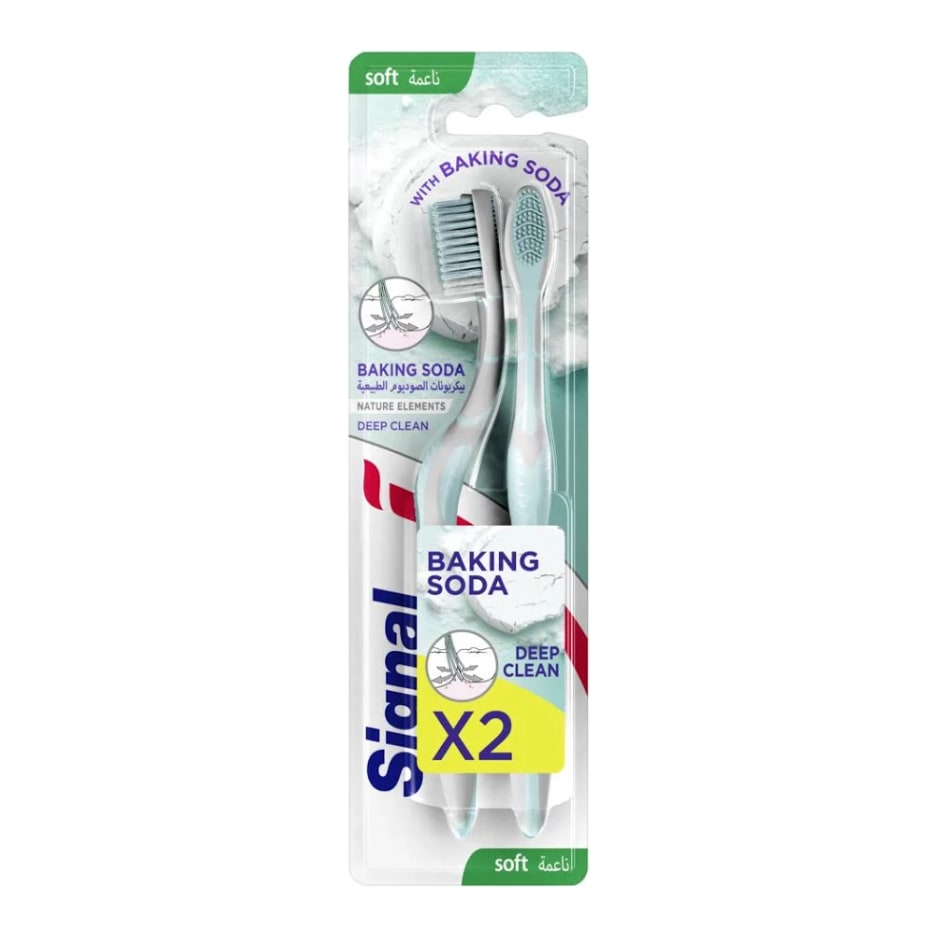 soft ناعمة
WITH BAKING SODA
BAKING SODA
بيكربونات الصوديوم الطبيعية
NATURE ELEMENTS
DEEP CLEAN
Signal
BAKING
SODA
DEEP
CLEAN
X2
soft ناعمة